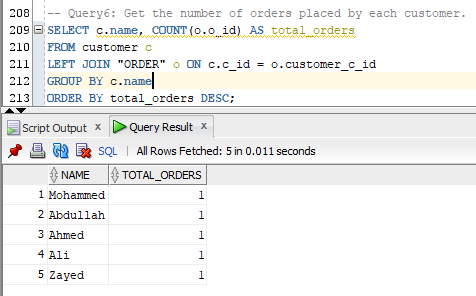 208 -- Query6: Get the number of orders placed by each customer.
209 SELECT c.name, COUNT(o.o_id) AS total_orders
210 FROM customer c
211 LEFT JOIN "ORDER" o ON c.c_id = o.customer_c_id
212 GROUP BY c.name
213 ORDER BY total_orders DESC;
Script Output x Query Result x
SQL | All Rows Fetched: 5 in 0.011 seconds
NAME TOTAL_ORDERS
1 Mohammed 1
2 Abdullah 1
3 Ahmed 1
4 Ali 1
5 Zayed 1